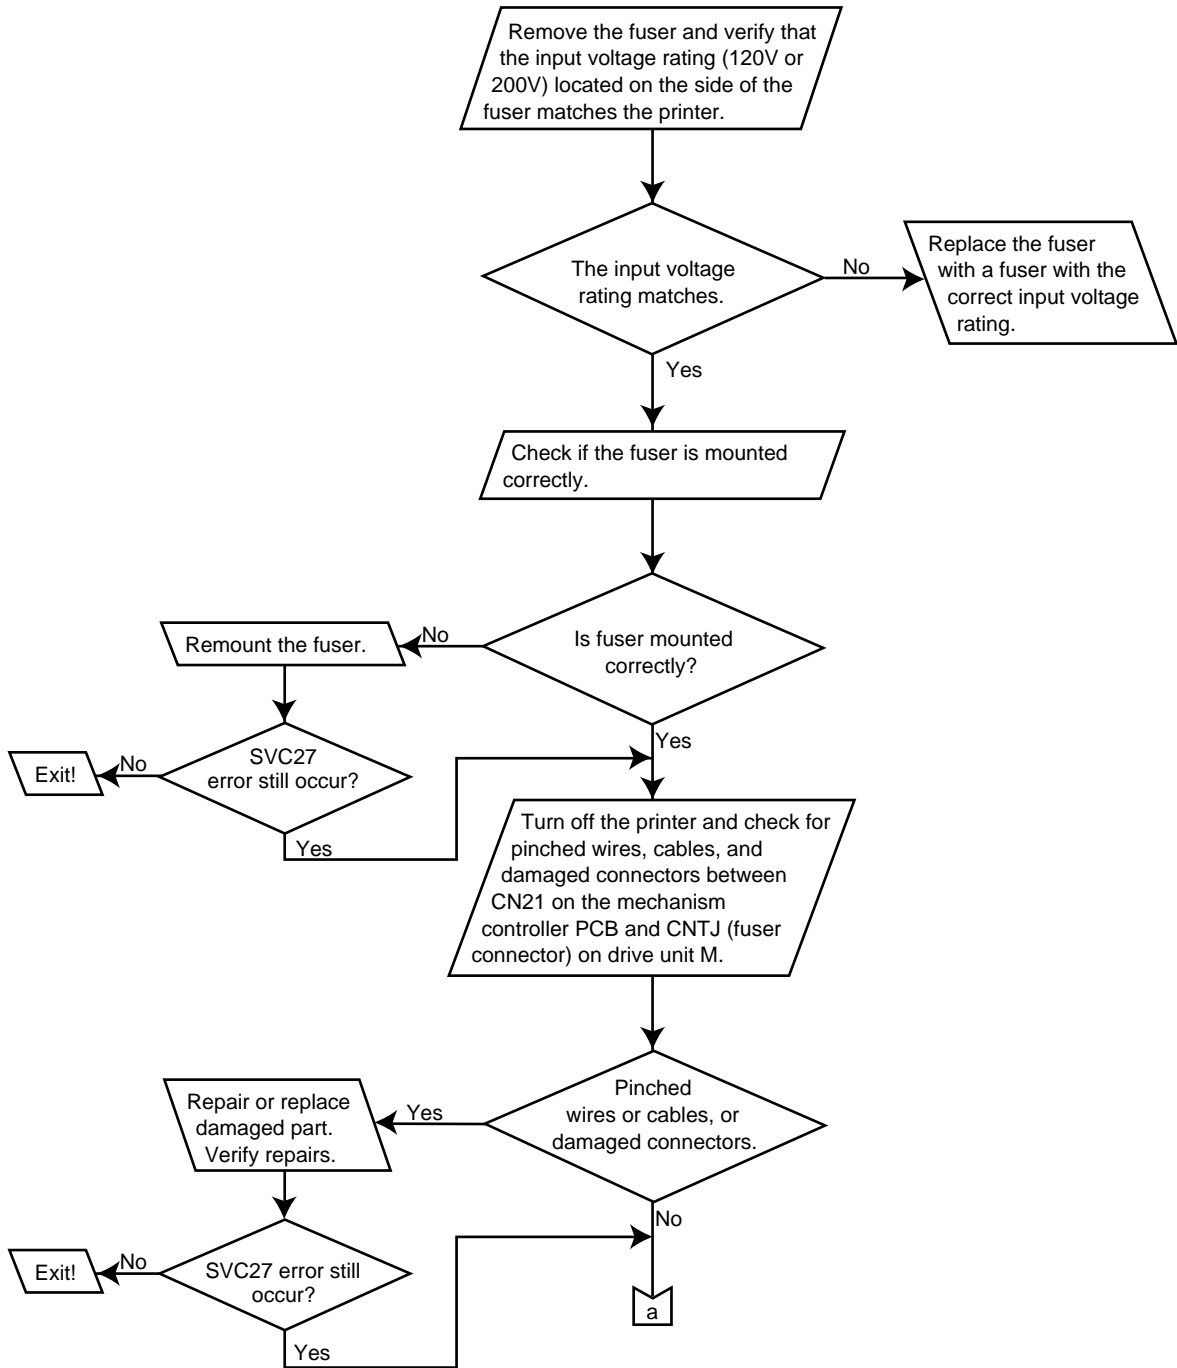 Remove the fuser and verify that
the input voltage rating (120V or
200V) located on the side of the
fuser matches the printer.
The input voltage
rating matches.
No
Replace the fuser
with a fuser with the
correct input voltage
rating.
Yes
Check if the fuser is mounted
correctly.
Is fuser mounted
correctly?
No
Remount the fuser.
Yes
SVC27
error still occur?
No
Exit!
Yes
Turn off the printer and check for
pinched wires, cables, and
damaged connectors between
CN21 on the mechanism
controller PCB and CNTJ (fuser
connector) on drive unit M.
Pinched
wires or cables, or
damaged connectors.
Yes
Repair or replace
damaged part.
Verify repairs.
No
SVC27 error still
occur?
No
Exit!
Yes
a